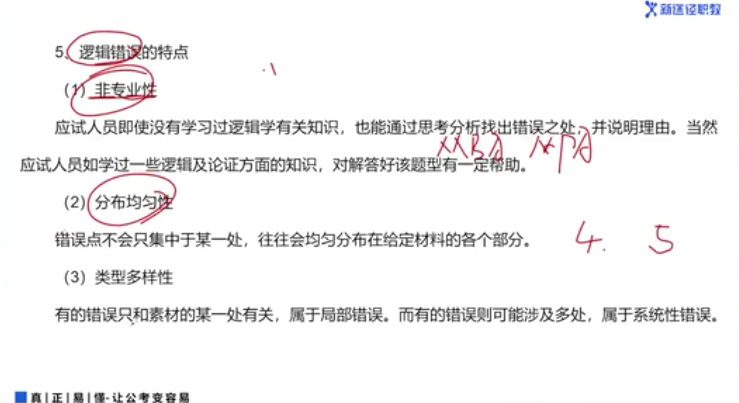 新途径职教
5、逻辑错误的特点
（1）非专业性
应试人员即使没有学习过逻辑学有关知识，也能通过思考分析找出错误之处，并说明理由。当然
应试人员如学过一些逻辑及论证方面的知识，对解答好该题型有一定帮助。
（2）分布均匀性
错误点不会只集中于某一处，往往会均匀分布在给定材料的各个部分。
4. 5
（3）类型多样性
有的错误只和素材的某一处有关，属于局部错误。而有的错误则可能涉及多处，属于系统性错误。
真|正|易|懂-让公考变容易